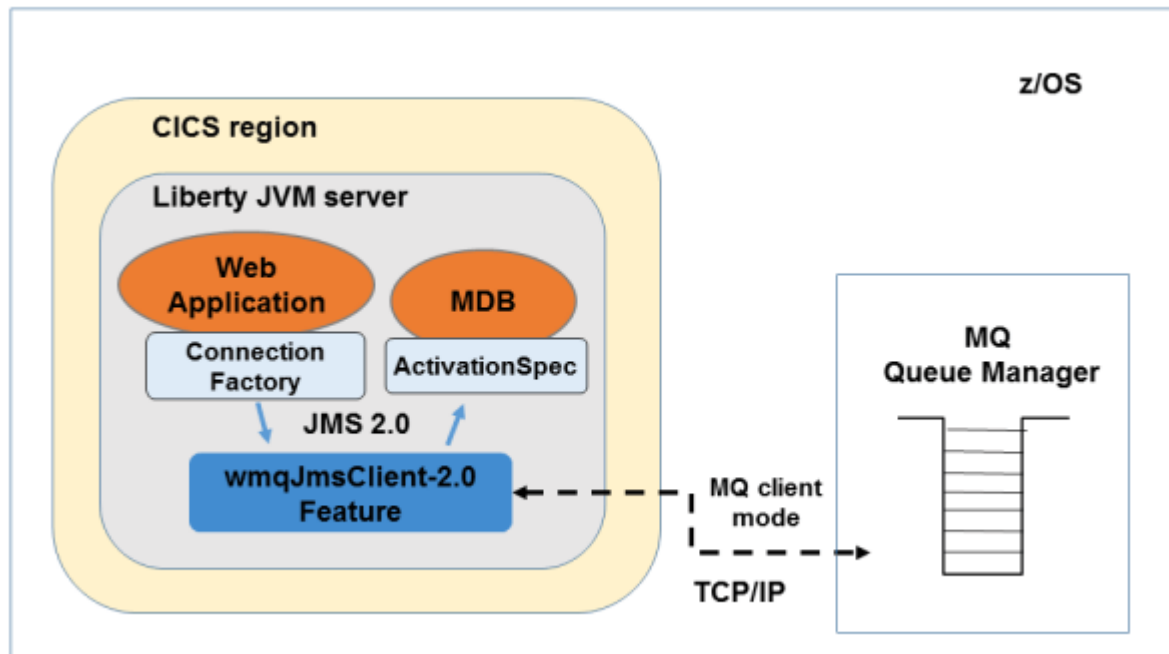 z/OS
CICS region
Liberty JVM server
Web
Application
MDB
Connection
Factory
ActivationSpec
JMS 2.0
wmqJmsClient-2.0
Feature
MQ client
mode
TCP/IP
MQ
Queue Manager